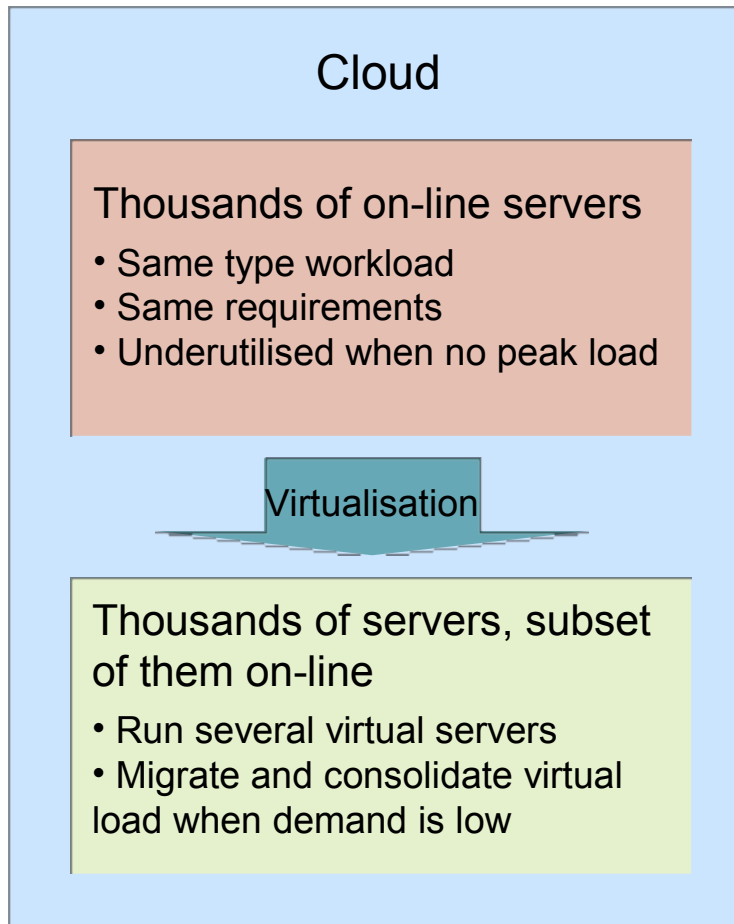 Cloud
Thousands of on-line servers
• Same type workload
• Same requirements
• Underutilised when no peak load
Virtualisation
Thousands of servers, subset
of them on-line
• Run several virtual servers
• Migrate and consolidate virtual
load when demand is low